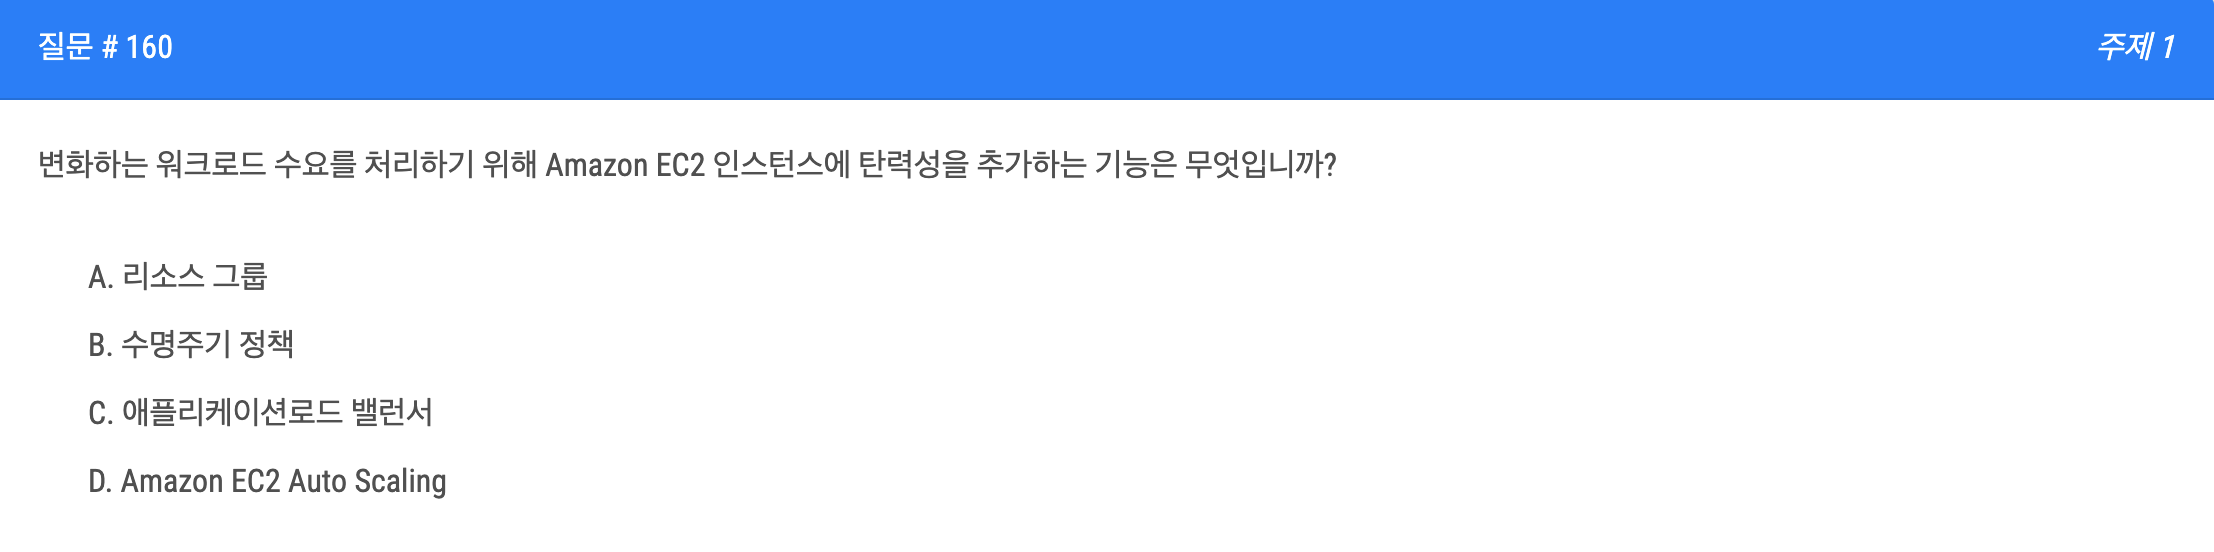 질문 # 160
주제 1
변화하는 워크로드 수요를 처리하기 위해 Amazon EC2 인스턴스에 탄력성을 추가하는 기능은 무엇입니까?
A. 리소스 그룹
B. 수명주기 정책
C. 애플리케이션로드 밸런서
D. Amazon EC2 Auto Scaling